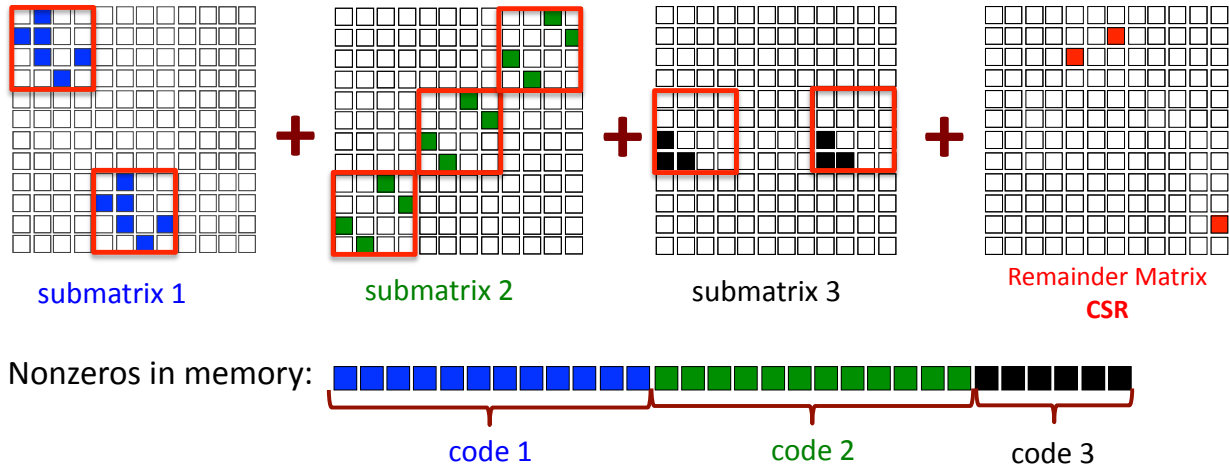 submatrix 1
submatrix 2
submatrix 3
Remainder Matrix
CSR
Nonzeros in memory:
code 1
code 2
code 3